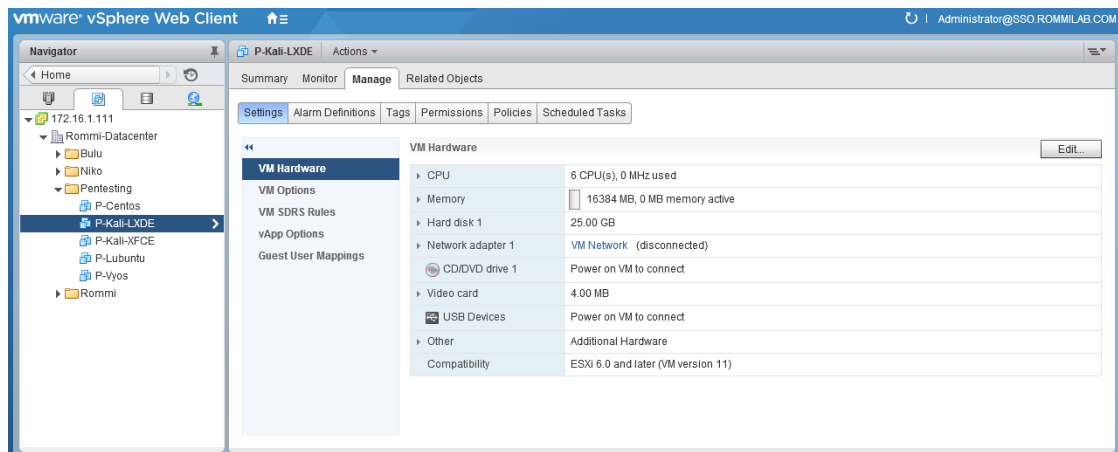 vmware® vSphere Web Client
Administrator@SSO.ROMMILAB.COM
Navigator
Home
172.16.1.111
Rommi-Datacenter
Bulu
Niko
Pentesting
P-Centos
P-Kali-LXDE
P-Kali-XFCE
P-Lubuntu
P-Vyos
Rommi
P-Kali-LXDE Actions
Summary Monitor Manage Related Objects
Settings Alarm Definitions Tags Permissions Policies Scheduled Tasks
VM Hardware
VM Options
VM SDRS Rules
vApp Options
Guest User Mappings
VM Hardware Edit...
CPU 6 CPU(s), 0 MHz used
Memory 16384 MB, 0 MB memory active
Hard disk 1 25.00 GB
Network adapter 1 VM Network (disconnected)
CD/DVD drive 1 Power on VM to connect
Video card 4.00 MB
USB Devices Power on VM to connect
Other Additional Hardware
Compatibility ESXi 6.0 and later (VM version 11)